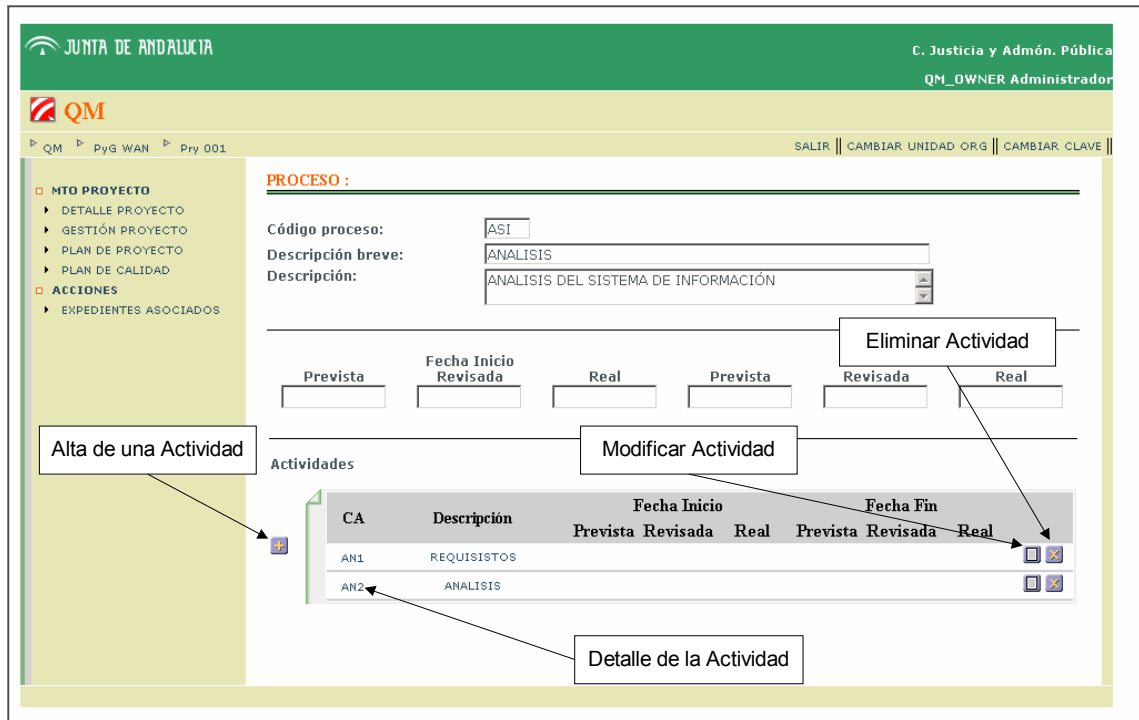 JUNTA DE ANDALUCIA
C. Justicia y Admón. Pública
QM_OWNER Administrador
QM
QM PyG WAN Pry 001
SALIR || CAMBIAR UNIDAD ORG || CAMBIAR CLAVE ||
MTO PROYECTO
DETALLE PROYECTO
GESTIÓN PROYECTO
PLAN DE PROYECTO
PLAN DE CALIDAD
ACCIONES
EXPEDIENTES ASOCIADOS
PROCESO :
Código proceso: ASI
Descripción breve: ANALISIS
Descripción: ANALISIS DEL SISTEMA DE INFORMACIÓN
Eliminar Actividad
Fecha Inicio
Prevista Revisada Real Prevista Revisada Real
Alta de una Actividad
Modificar Actividad
Actividades
CA Descripción Fecha Inicio Fecha Fin
Prevista Revisada Real Prevista Revisada Real
AN1 REQUISISTOS
AN2 ANALISIS
Detalle de la Actividad